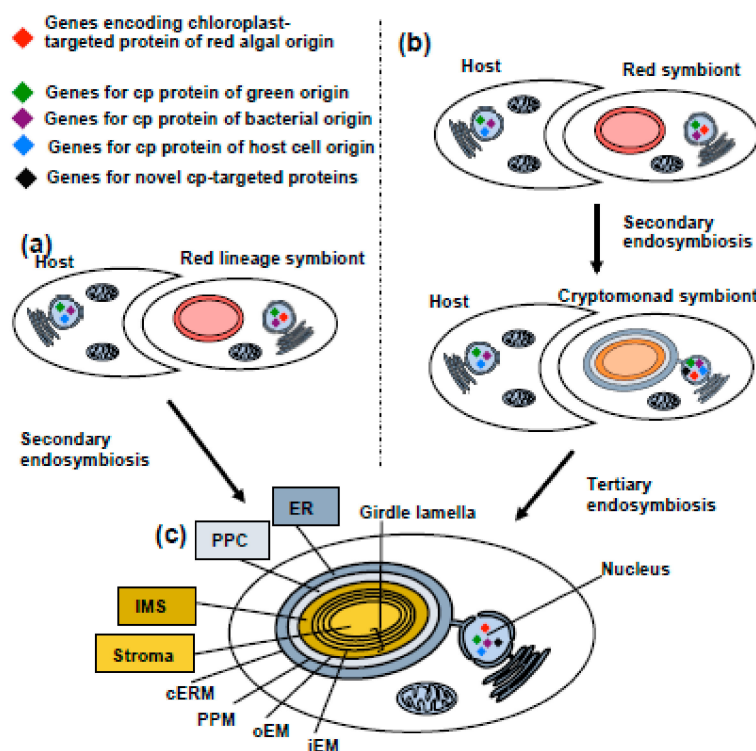 Genes encoding chloroplast-
targeted protein of red algal origin
Genes for cp protein of green origin
Genes for cp protein of bacterial origin
Genes for cp protein of host cell origin
Genes for novel cp-targeted proteins
(a)
Host
Red lineage symbiont
Secondary
endosymbiosis
(b)
Host
Red symbiont
Secondary
endosymbiosis
Host
Cryptomonad symbiont
Tertiary
endosymbiosis
(c)
ER
PPC
IMS
Stroma
cERM
PPM
oEM
iEM
Girdle lamella
Nucleus